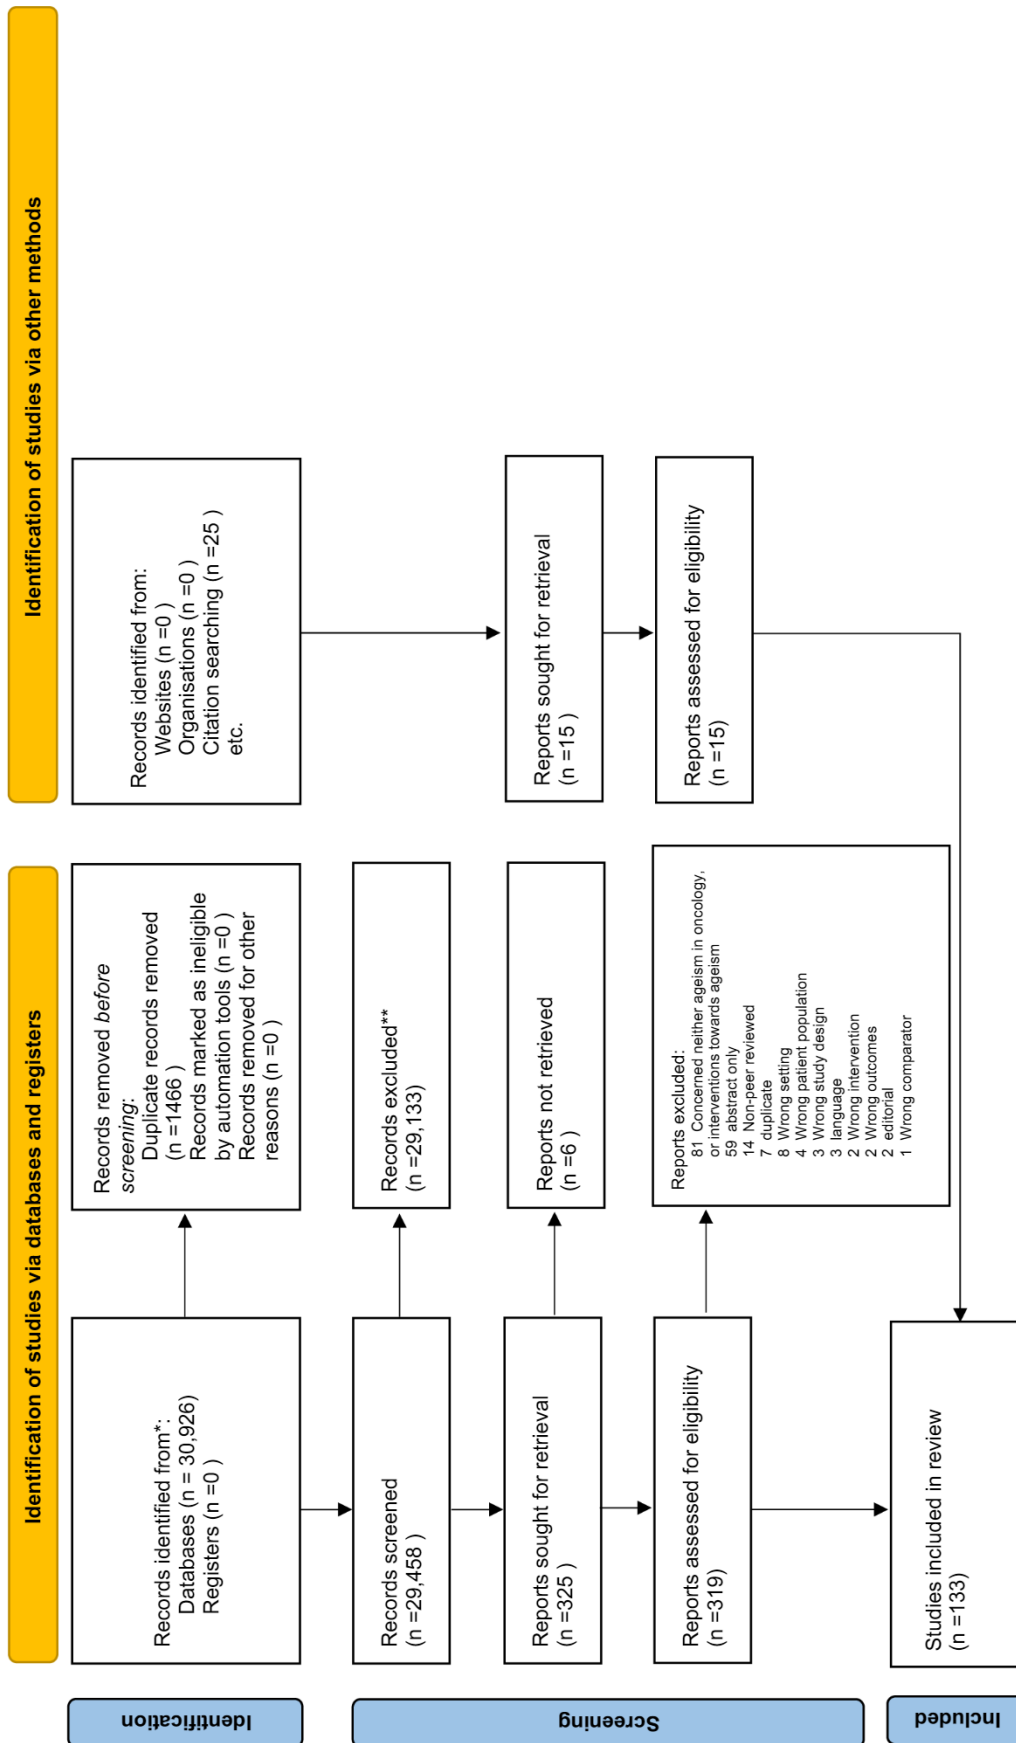 Identification of studies via databases and registers
Identification of studies via other methods
Identification
Records identified from*:
Databases (n = 30,926)
Registers (n =0 )
Records removed before
screening:
Duplicate records removed
(n =1466 )
Records marked as ineligible
by automation tools (n =0 )
Records removed for other
reasons (n =0 )
Records identified from:
Websites (n =0 )
Organisations (n =0 )
Citation searching (n =25 )
etc.
Screening
Records screened
(n =29,458 )
Records excluded**
(n =29,133)
Reports sought for retrieval
(n =325 )
Reports not retrieved
(n =6 )
Reports sought for retrieval
(n =15 )
Reports assessed for eligibility
(n =319)
Reports excluded:
81 Concerned neither ageism in oncology,
or interventions towards ageism
59 abstract only
14 Non-peer reviewed
7 duplicate
8 Wrong setting
4 Wrong patient population
3 Wrong study design
3 language
2 Wrong intervention
2 Wrong outcomes
2 editorial
1 Wrong comparator
Reports assessed for eligibility
(n =15)
Included
Studies included in review
(n =133)